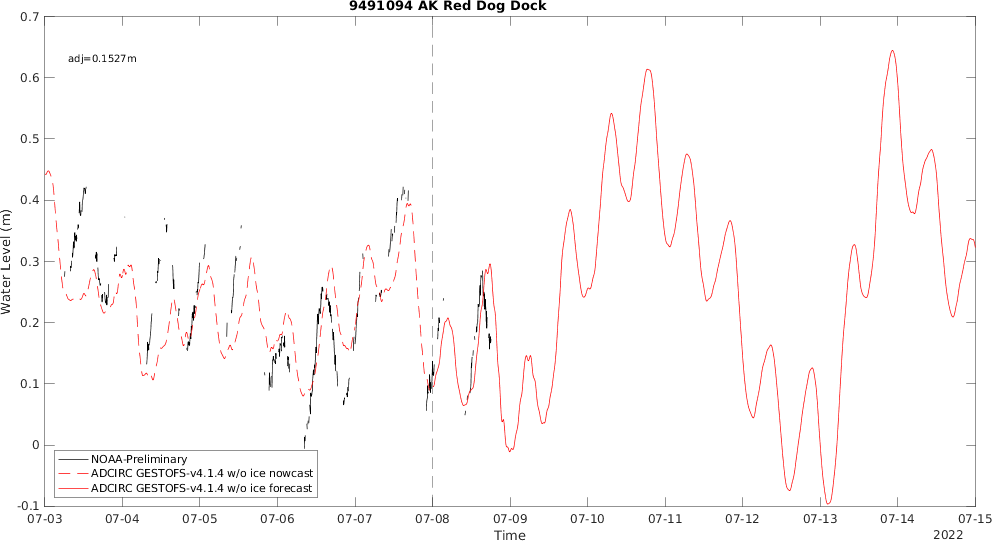 9491094 AK Red Dog Dock
0.7
adj=0.1527m
0.6
0.5
0.4
0.3
0.2
0.1
0
-0.1
Water Level (m)
NOAA-Preliminary
ADCIRC GESTOFS-v4.1.4 w/o ice nowcast
ADCIRC GESTOFS-v4.1.4 w/o ice forecast
07-03 07-04 07-05 07-06 07-07 07-08 07-09 07-10 07-11 07-12 07-13 07-14 07-15
Time
2022